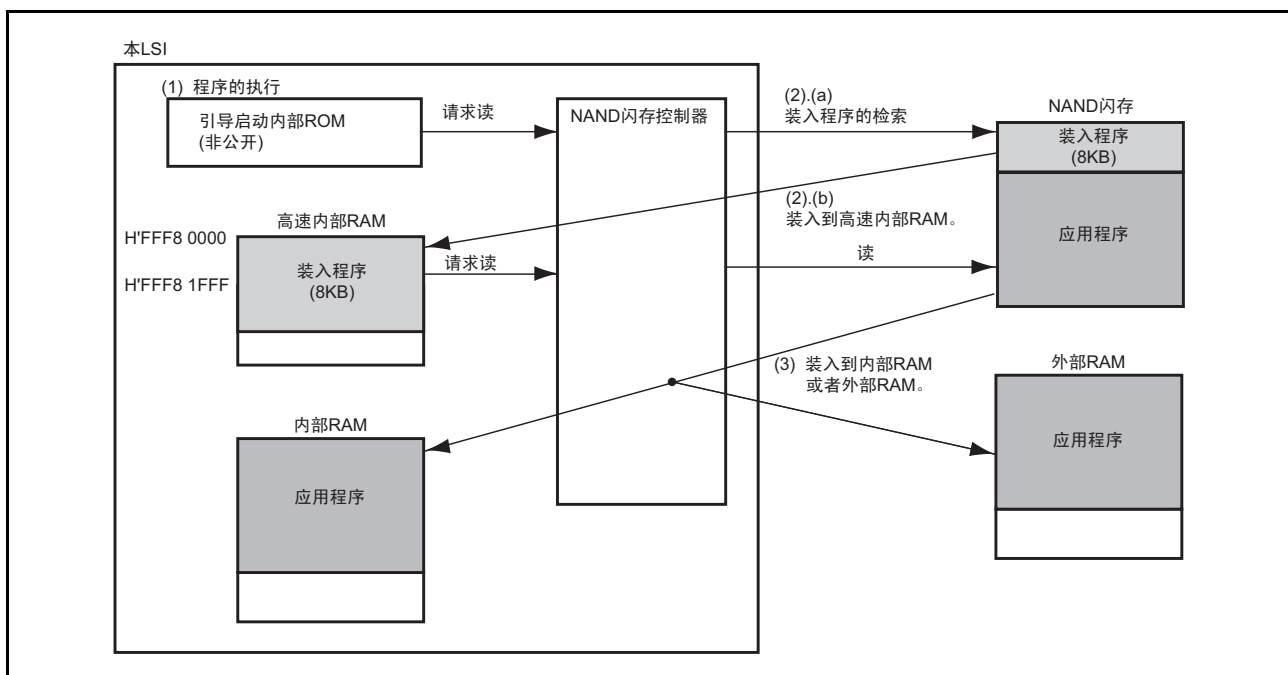 本LSI
(1) 程序的执行
引导启动内部ROM
(非公开)
请求读
NAND闪存控制器
(2).(a)
装入程序的检索
NAND闪存
装入程序
(8KB)
应用程序
(2).(b)
装入到高速内部RAM。
读
高速内部RAM
H'FFF8 0000
H'FFF8 1FFF
装入程序
(8KB)
请求读
(3) 装入到内部RAM
或者外部RAM。
外部RAM
应用程序
内部RAM
应用程序